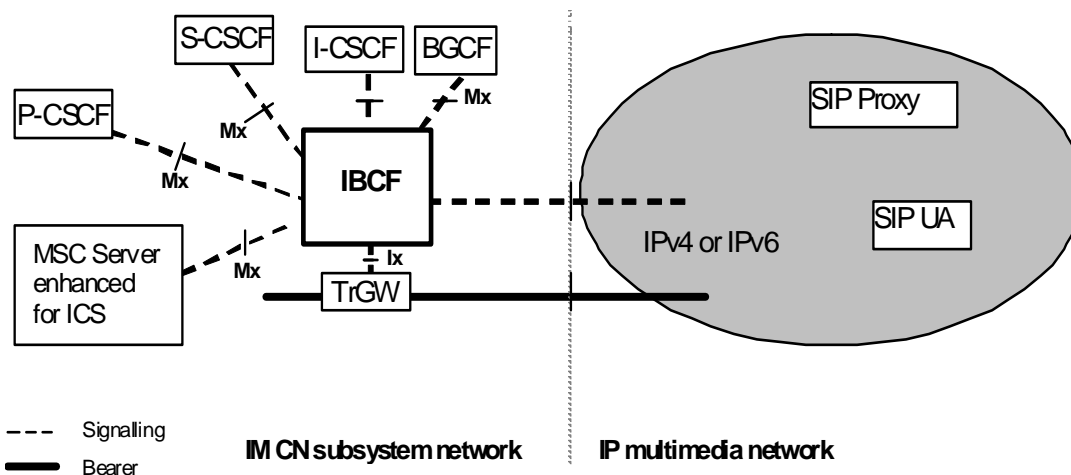 S-CSCF
I-CSCF
BGCF
SIP Proxy
P-CSCF
Mx
Mx
Mx
IBCF
SIP UA
MSC Server
enhanced
for ICS
Mx
Ix
IPv4 or IPv6
TrGW
Signalling
Bearer
IM CN subsystem network
IP multimedia network